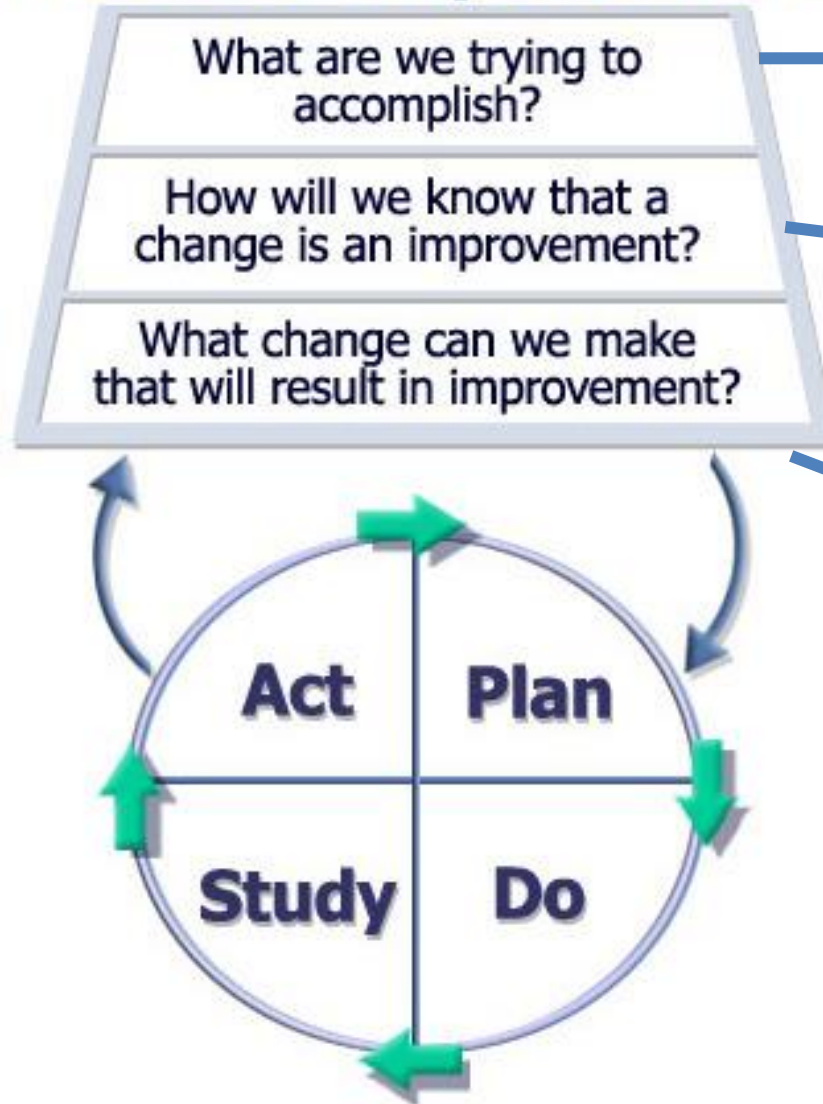 What are we trying to
accomplish?
How will we know that a
change is an improvement?
What change can we make
that will result in improvement?
Act
Plan
Study
Do